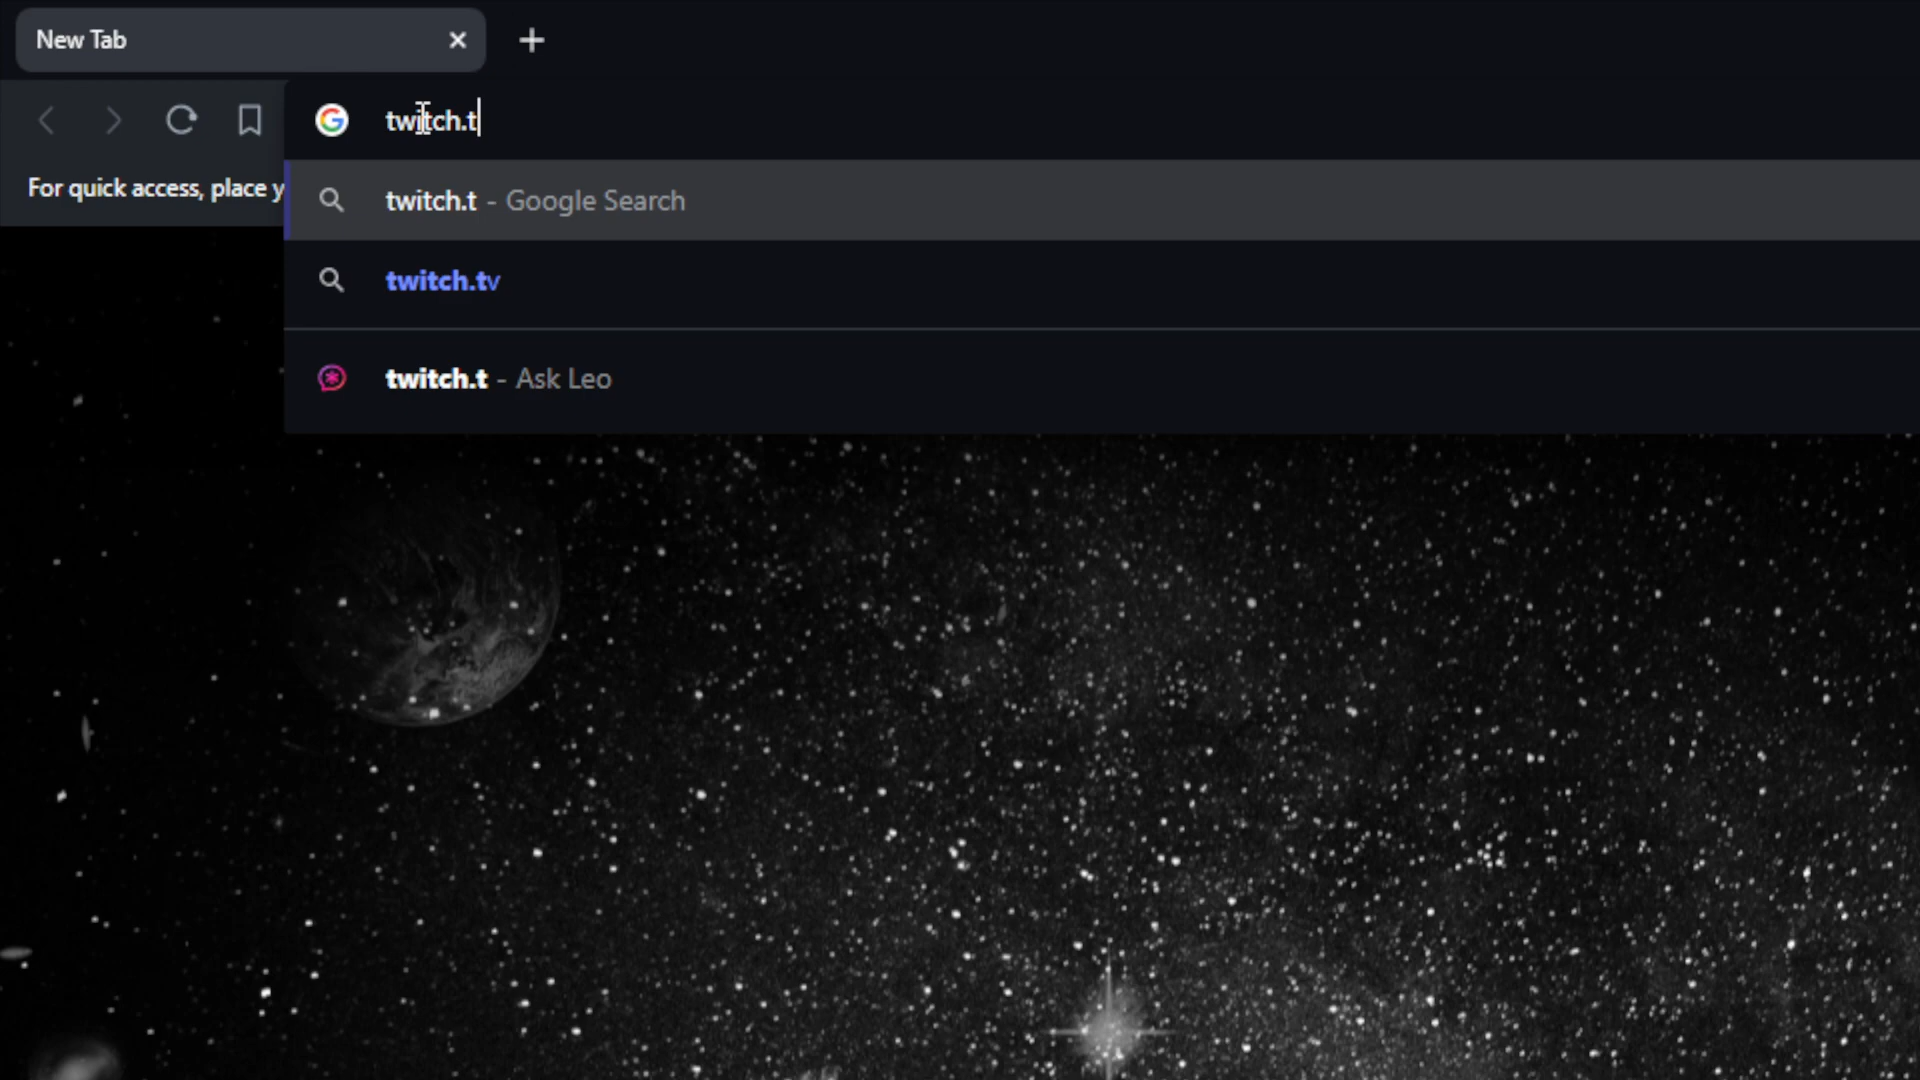 New Tab
twitch.t
twitch.t - Google Search
For quick access, place y
twitch.tv
twitch.t - Ask Leo